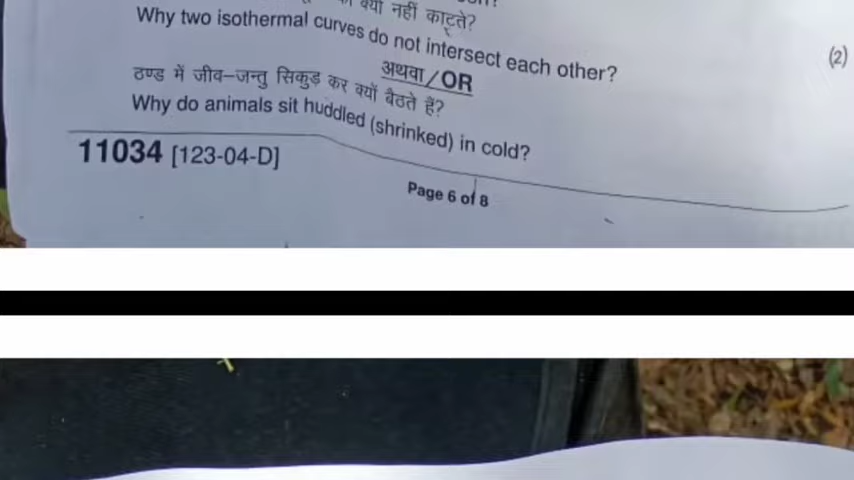 क्यों नहीं काटते?
Why two isothermal curves do not intersect each other?
(2)
अथवा/OR
ठण्ड में जीव-जन्तु सिकुड़ कर क्यों बैठते हैं?
Why do animals sit huddled (shrinked) in cold?
11034 [123-04-D]
Page 6 of 8